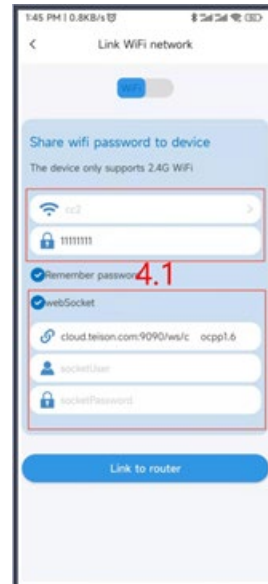 1:45 PM | 0.8KB/s
Link WiFi network
WiFi
Share wifi password to device
The device only supports 2.4G WiFi
cc2
11111111
Remember password
4.1
webSocket
cloud.teison.com:9090/ws/c ocpp1.6
socketUser
socketPassword
Link to router